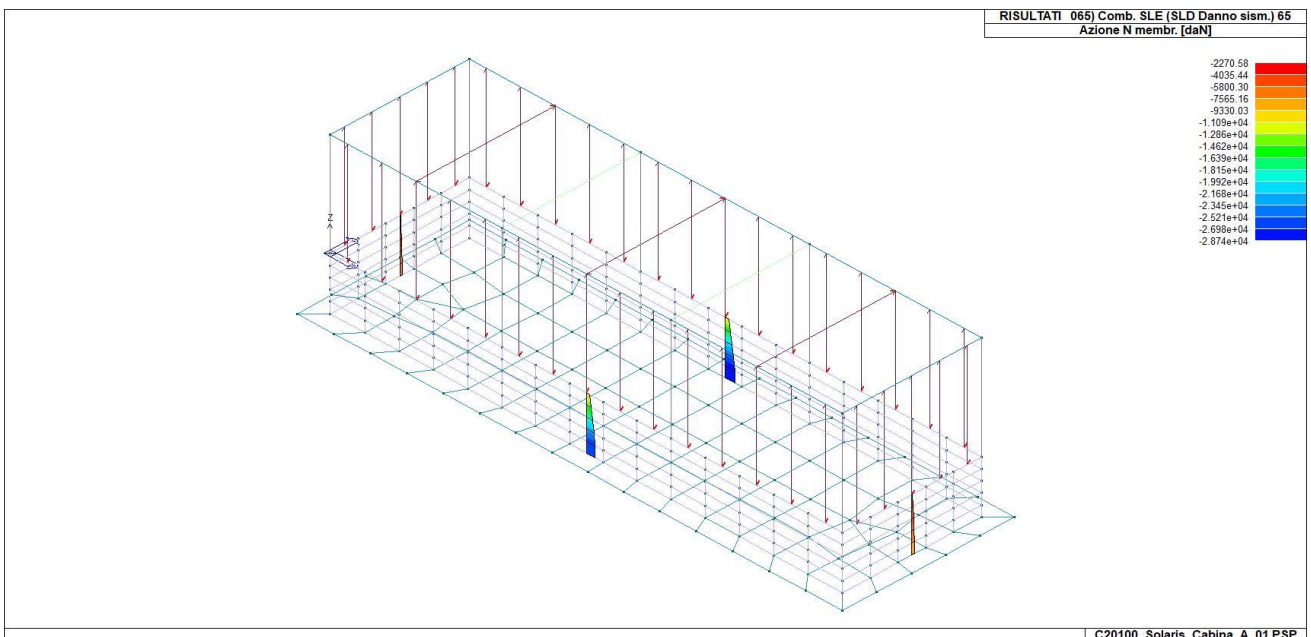 RISULTATI 065) Comb. SLE (SLD Danno sism.) 65
Azione N membr. [daN]
-2270.58
-4035.44
-5800.30
-7565.16
-9330.03
-1.109e+04
-1.286e+04
-1.462e+04
-1.639e+04
-1.815e+04
-1.992e+04
-2.168e+04
-2.345e+04
-2.521e+04
-2.698e+04
-2.874e+04
Z
C20100_Solaris_Cabina_A_01.PSP